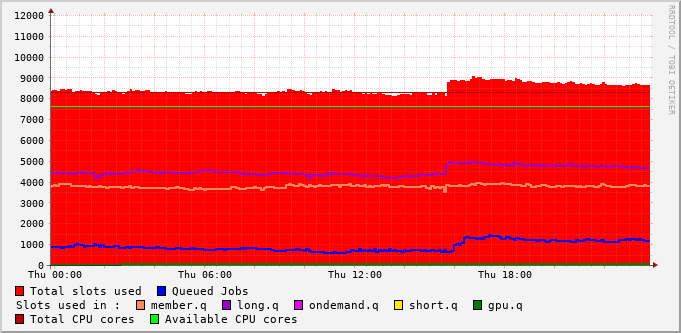 12000
11000
10000
9000
8000
7000
6000
5000
4000
3000
2000
1000
0
Thu 00:00 Thu 06:00 Thu 12:00 Thu 18:00
RRDTOOL / TOBI OETIKER
Total slots used Queued Jobs
Slots used in : member.q long.q ondemand.q short.q gpu.q
Total CPU cores Available CPU cores